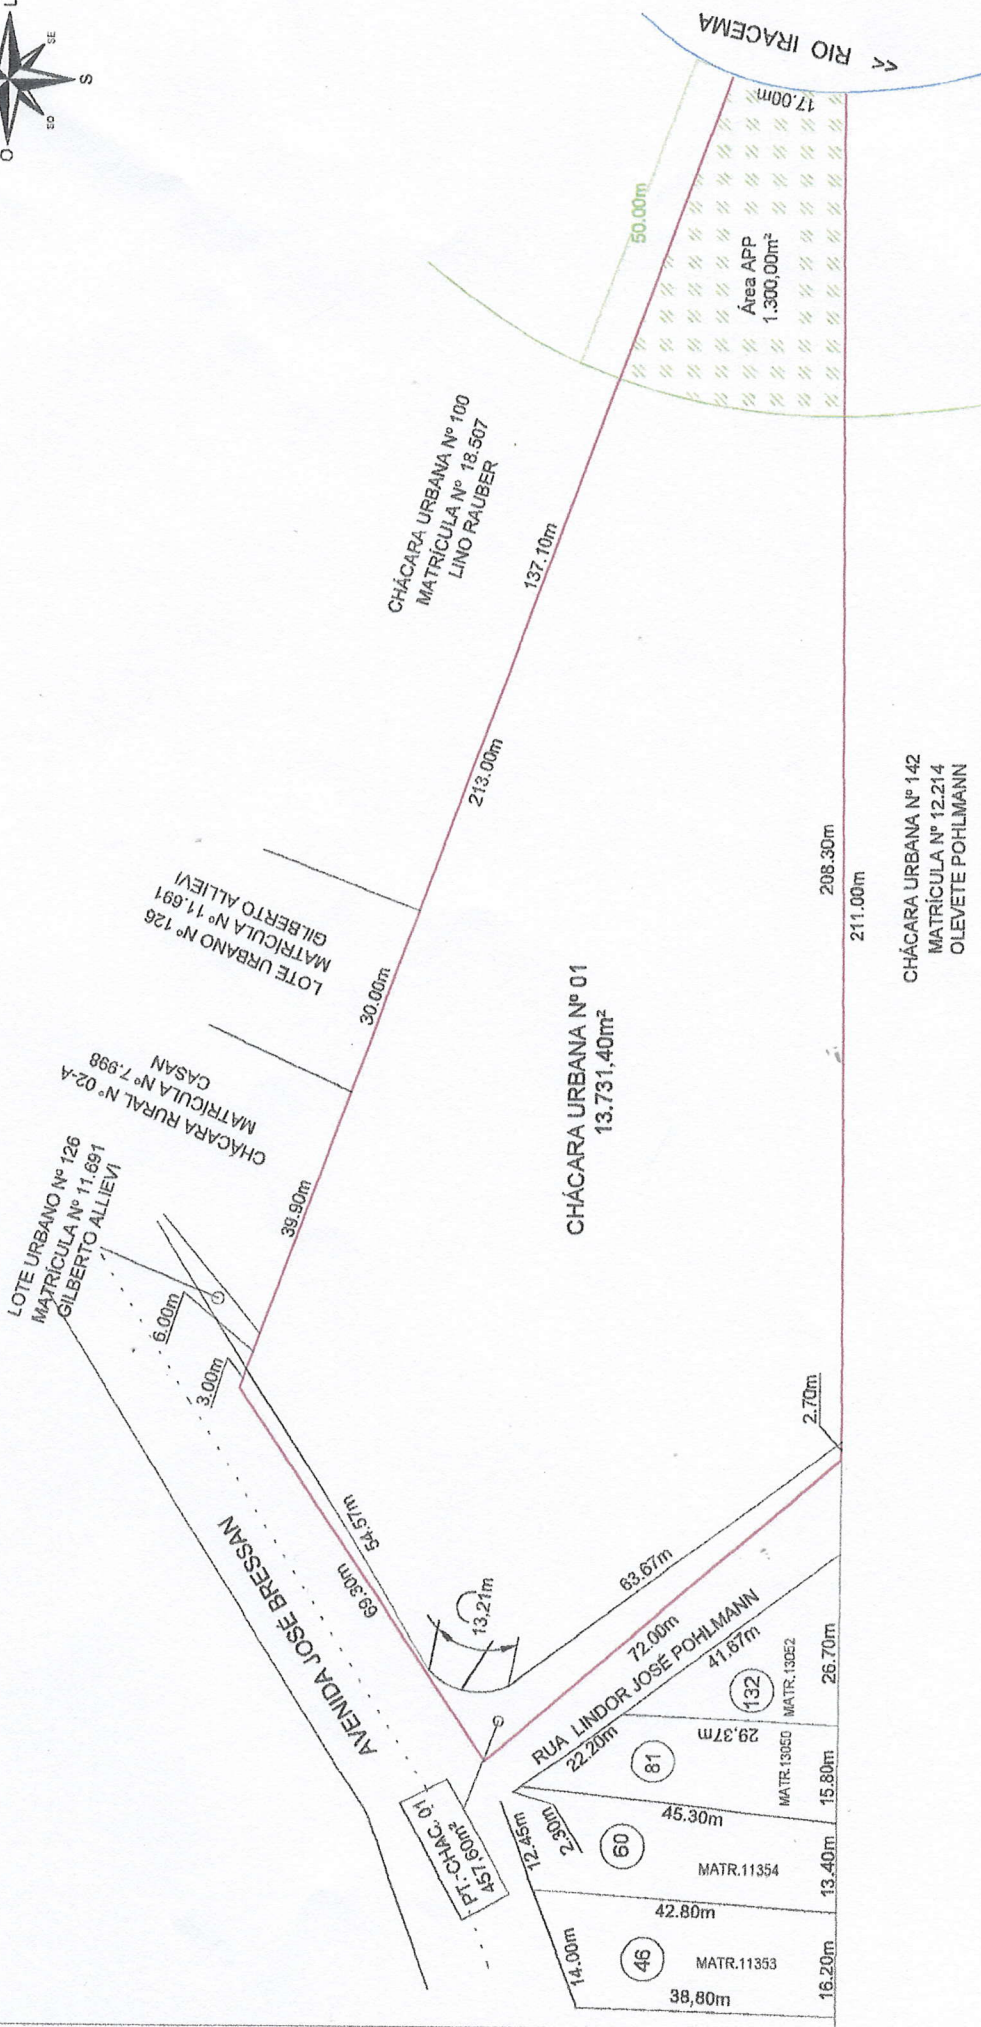 O
L
SO
SE
S
RIO IRACEMA
>>
17.00m
50.00m
Área APP
1.300,00m²
CHÁCARA URBANA Nº 100
MATRÍCULA Nº 18.507
LINO RAUBER
137.10m
213.00m
LOTE URBANO Nº 126
MATRÍCULA Nº 11.691
GILBERTO ALLIEVI
30.00m
CHÁCARA RURAL Nº 02-A
MATRÍCULA Nº 7.998
CASAN
39.90m
LOTE URBANO Nº 126
MATRÍCULA Nº 11.691
GILBERTO ALLIEVI
6.00m
3.00m
CHÁCARA URBANA Nº 01
13.731,40m²
208.30m
211.00m
CHÁCARA URBANA Nº 142
MATRÍCULA Nº 12.214
OLEVETE POHLMANN
2.70m
AVENIDA JOSÉ BRESSAN
54.57m
69.30m
13,21m
63.67m
72.00m
RUA LINDOR JOSÉ POHLMANN
41.67m
22.20m
PT.-CHAC. 01
457,60m²
12.45m
2.30m
132
MATR.13052
26.70m
29,37m
81
MATR.13050
15.80m
45.30m
60
MATR.11354
13.40m
42.80m
14.00m
46
MATR.11353
16.20m
38,80m